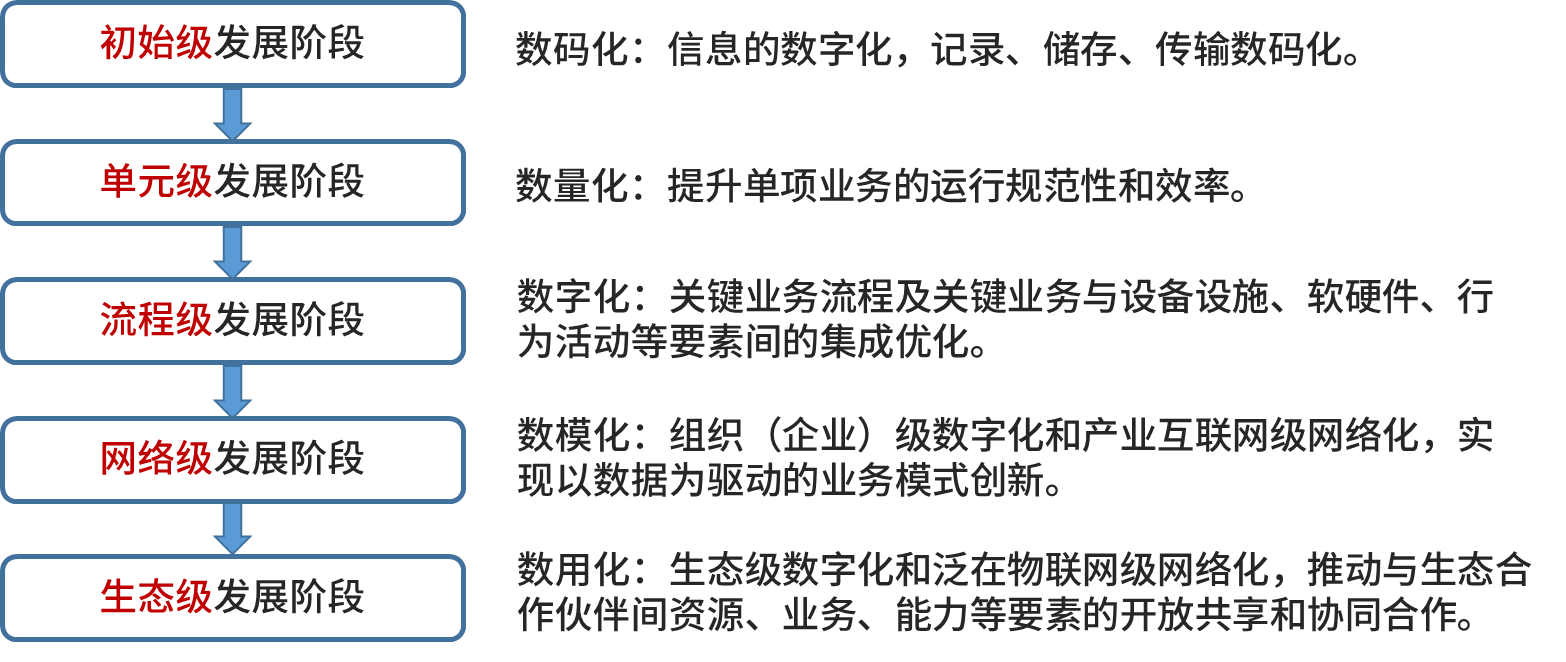 初始级发展阶段
数码化：信息的数字化，记录、储存、传输数码化。
单元级发展阶段
数量化：提升单项业务的运行规范性和效率。
流程级发展阶段
数字化：关键业务流程及关键业务与设备设施、软硬件、行
为活动等要素间的集成优化。
网络级发展阶段
数模化：组织（企业）级数字化和产业互联网级网络化，实
现以数据为驱动的业务模式创新。
生态级发展阶段
数用化：生态级数字化和泛在物联网级网络化，推动与生态合
作伙伴间资源、业务、能力等要素的开放共享和协同合作。